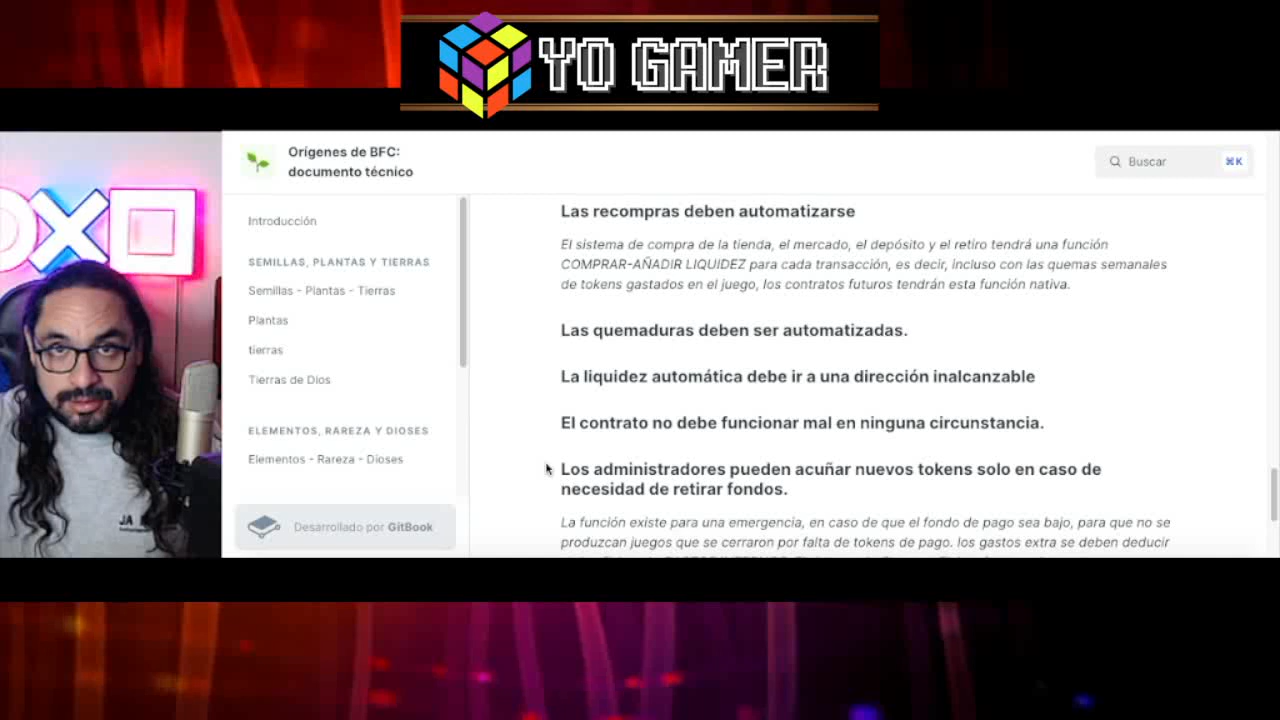 YO GAMER
Orígenes de BFC:
documento técnico
Buscar
⌘K
Introducción
SEMILLAS, PLANTAS Y TIERRAS
Semillas - Plantas - Tierras
Plantas
tierras
Tierras de Dios
ELEMENTOS, RAREZA Y DIOSES
Elementos - Rareza - Dioses
Desarrollado por GitBook
Las recompras deben automatizarse
El sistema de compra de la tienda, el mercado, el depósito y el retiro tendrá una función
COMPRAR-AÑADIR LIQUIDEZ para cada transacción, es decir, incluso con las quemas semanales
de tokens gastados en el juego, los contratos futuros tendrán esta función nativa.
Las quemaduras deben ser automatizadas.
La liquidez automática debe ir a una dirección inalcanzable
El contrato no debe funcionar mal en ninguna circunstancia.
Los administradores pueden acuñar nuevos tokens solo en caso de
necesidad de retirar fondos.
La función existe para una emergencia, en caso de que el fondo de pago sea bajo, para que no se
produzcan juegos que se cerraron por falta de tokens de pago. los gastos extra se deben deducir
JA